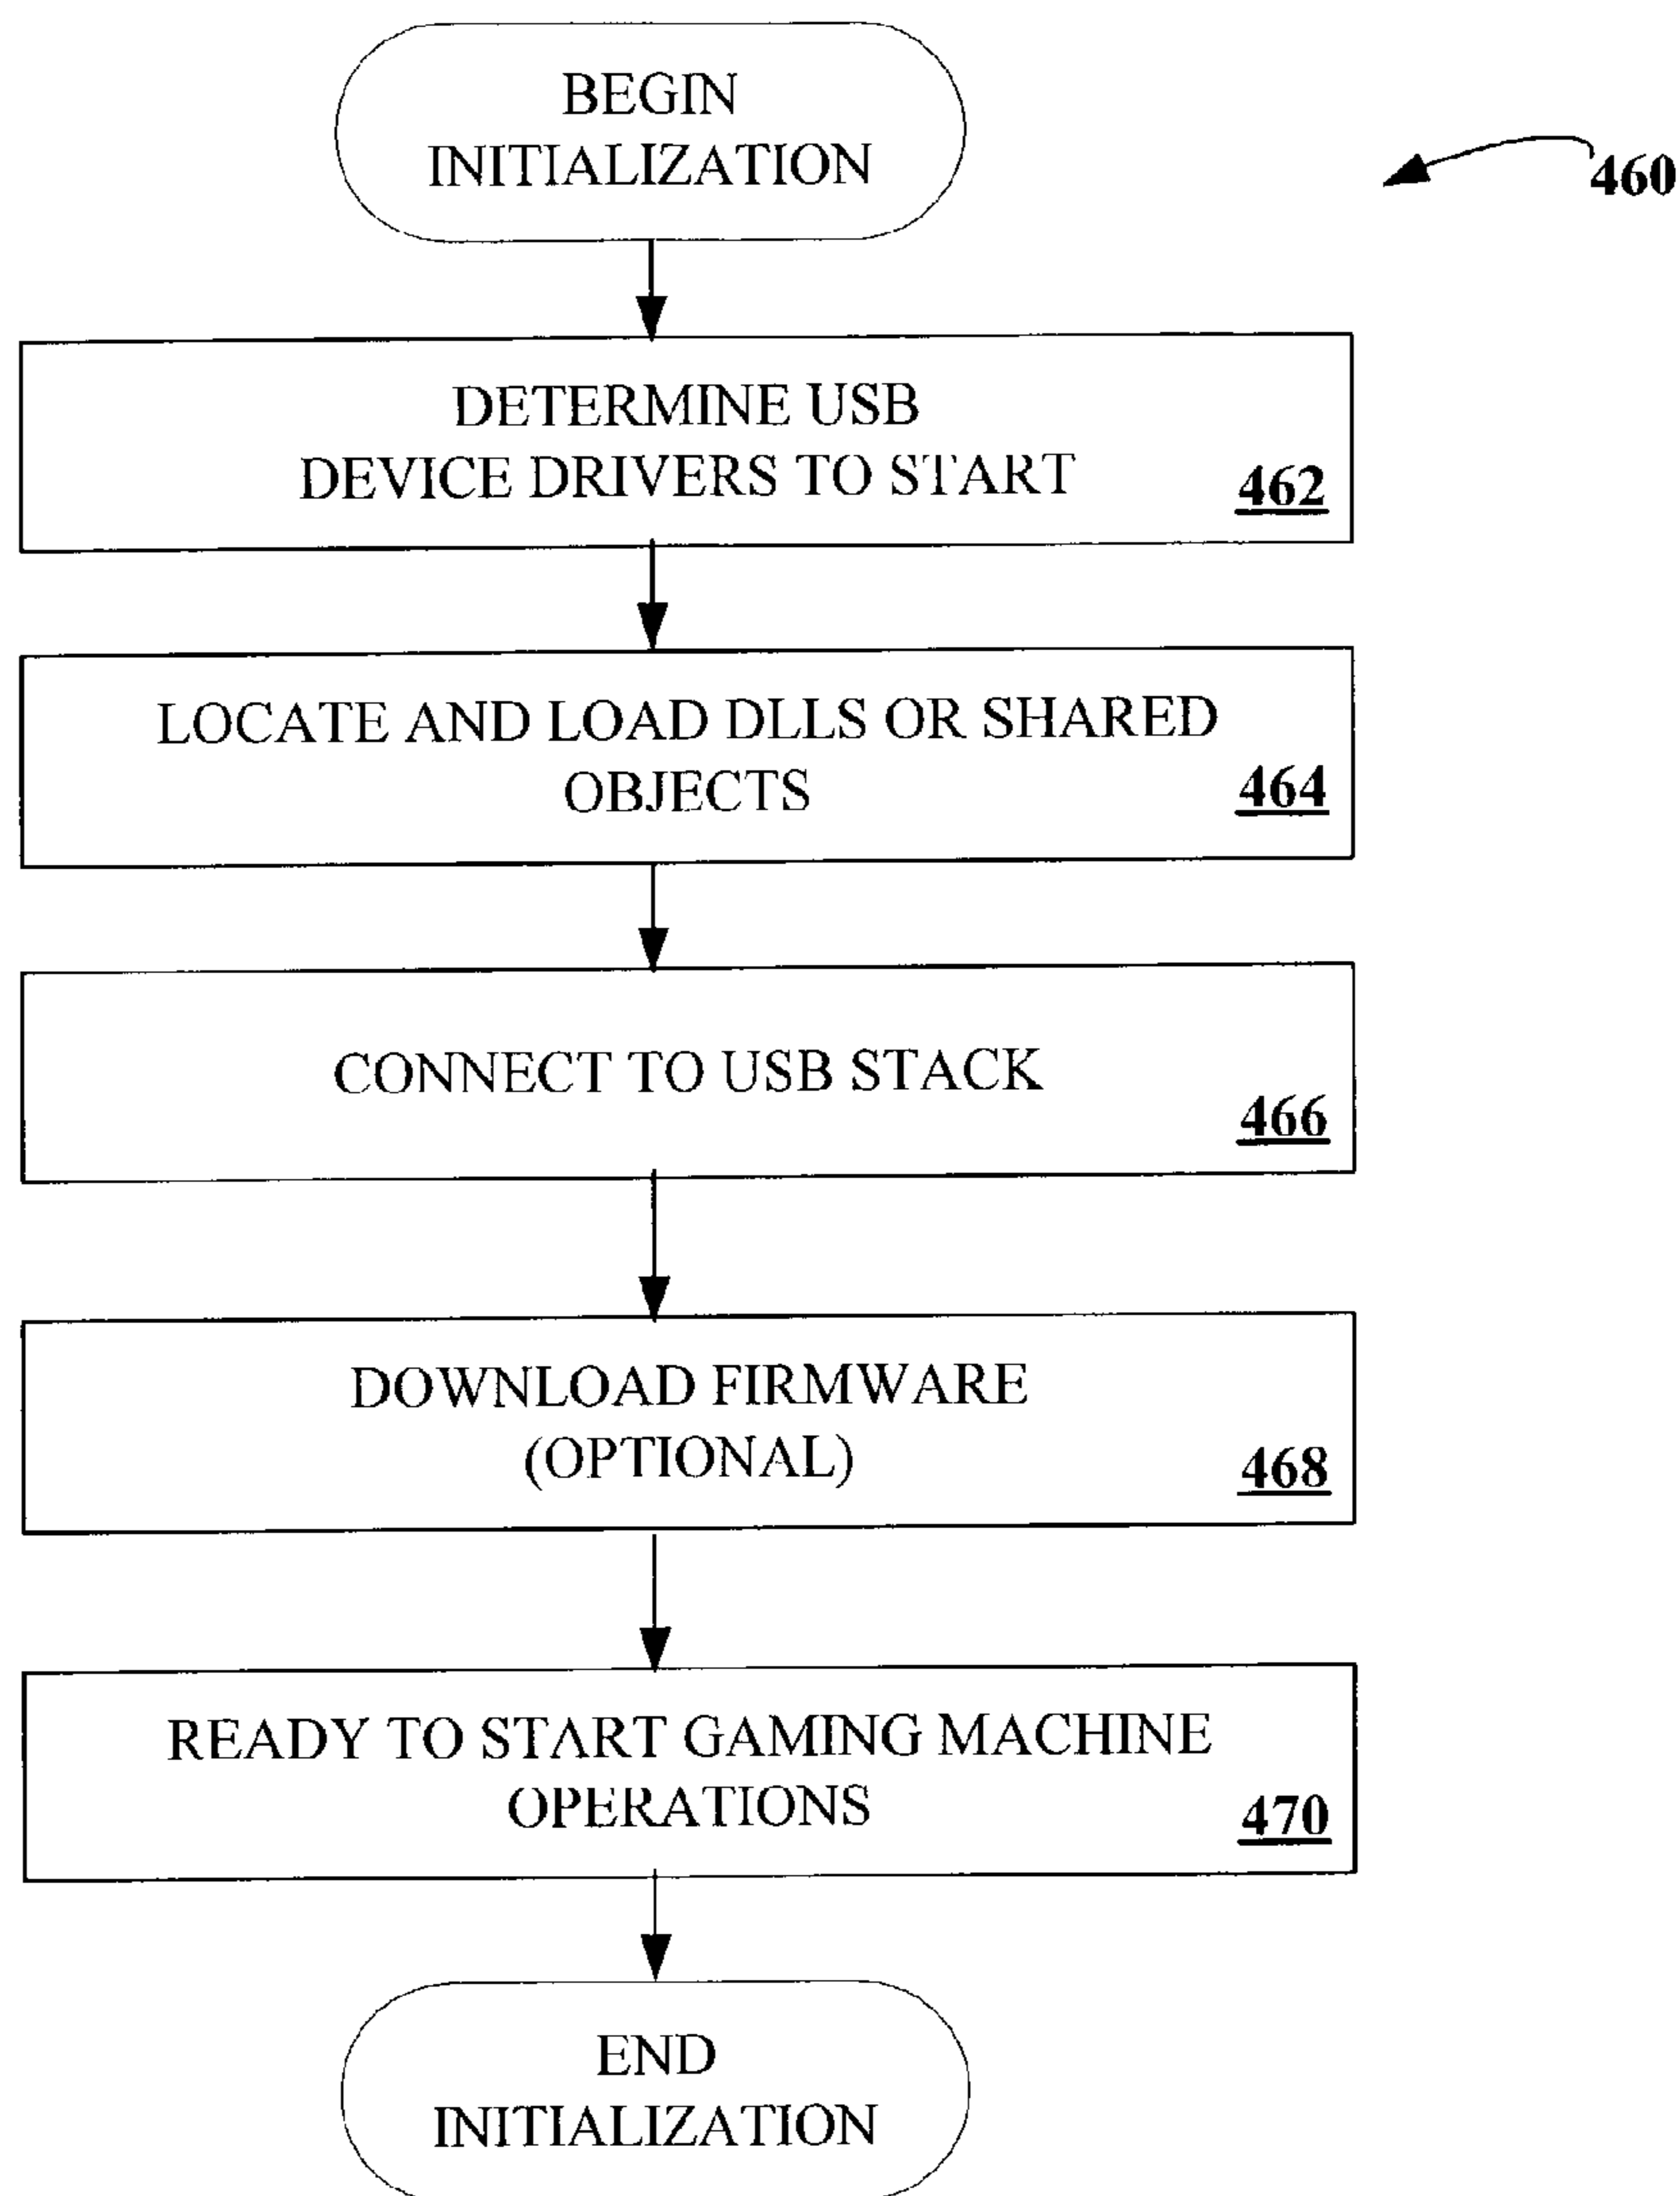 BEGIN
INITIALIZATION
460
DETERMINE USB
DEVICE DRIVERS TO START
462
LOCATE AND LOAD DLLS OR SHARED
OBJECTS
464
CONNECT TO USB STACK
466
DOWNLOAD FIRMWARE
(OPTIONAL)
468
READY TO START GAMING MACHINE
OPERATIONS
470
END
INITIALIZATION